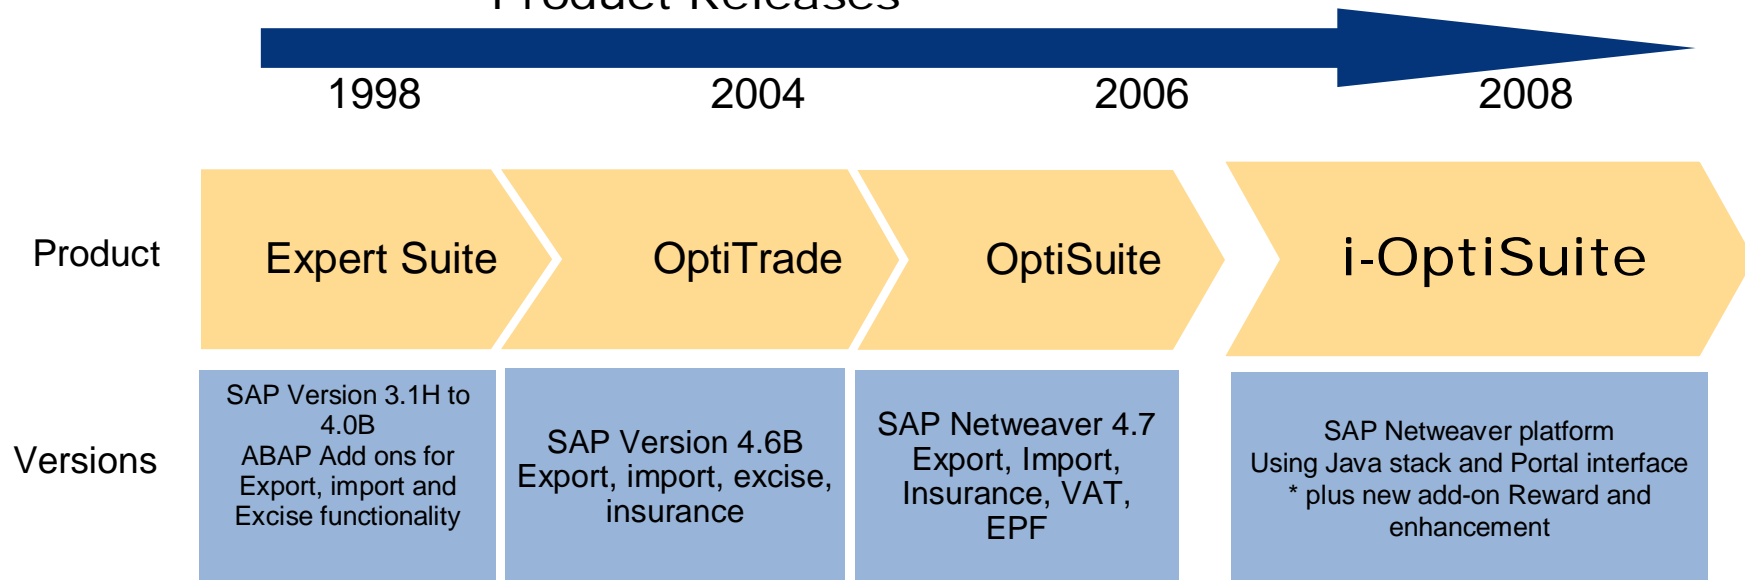 Product Releases
1998
2004
2006
2008
Product
Expert Suite
OptiTrade
OptiSuite
i-OptiSuite
Versions
SAP Version 3.1H to
4.0B
ABAP Add ons for
Export, import and
Excise functionality
SAP Version 4.6B
Export, import, excise,
insurance
SAP Netweaver 4.7
Export, Import,
Insurance, VAT,
EPF
SAP Netweaver platform
Using Java stack and Portal interface
* plus new add-on Reward and
enhancement